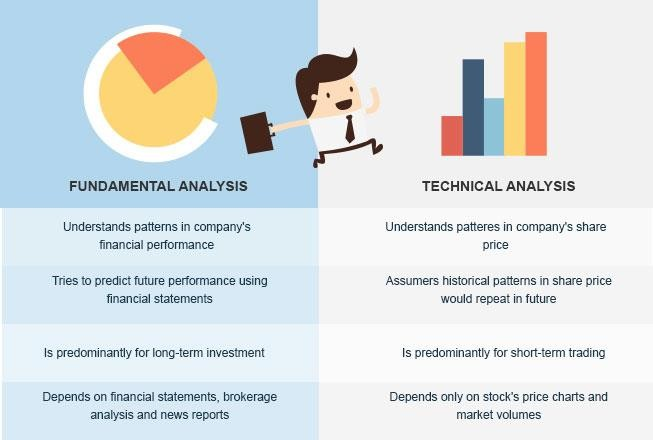 FUNDAMENTAL ANALYSIS
TECHNICAL ANALYSIS
Understands patterns in company's
financial performance
Understands patteres in company's share
price
Tries to predict future performance using
financial statements
Assumers historical patterns in share price
would repeat in future
Is predominantly for long-term investment
Is predominantly for short-term trading
Depends on financial statements, brokerage
analysis and news reports
Depends only on stock's price charts and
market volumes